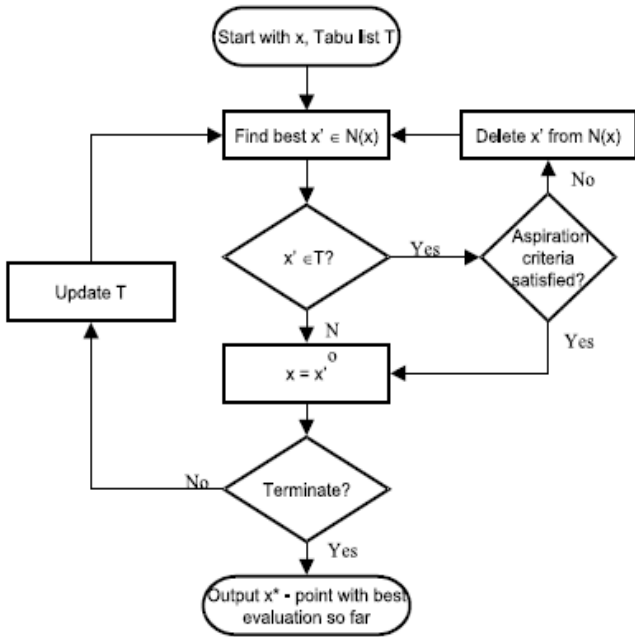 Start with x, Tabu list T
Find best x' ∈ N(x)
Delete x' from N(x)
No
x' ∈T?
Yes
Aspiration
criteria
satisfied?
Update T
N
o
Yes
x = x'
No
Terminate?
Yes
Output x* - point with best
evaluation so far